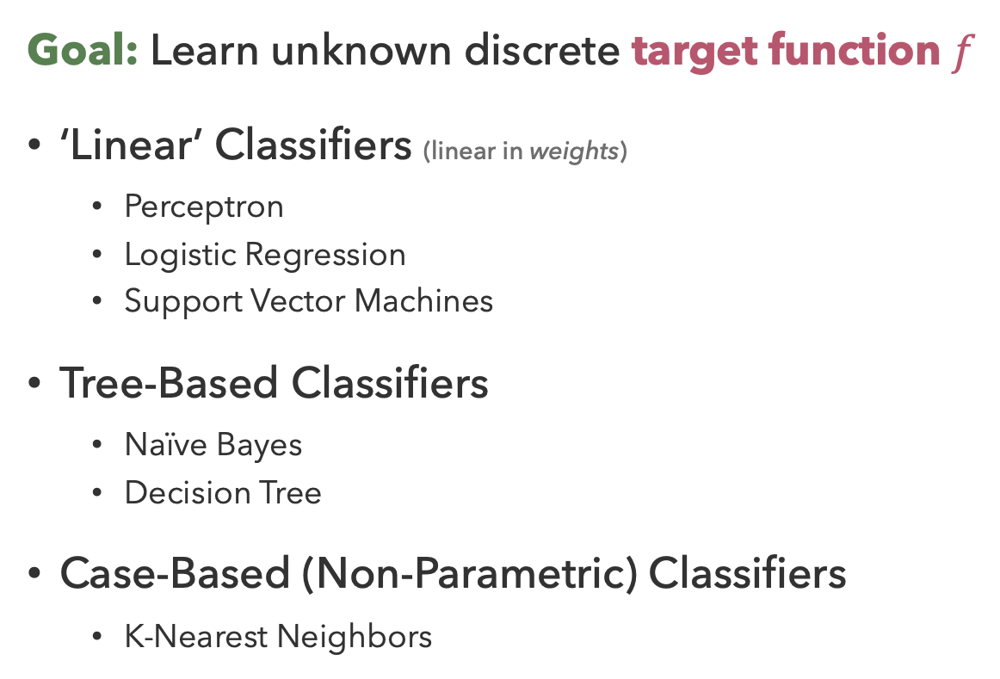 Goal: Learn unknown discrete target function f
• ‘Linear’ Classifiers (linear in weights)
• Perceptron
• Logistic Regression
• Support Vector Machines
• Tree-Based Classifiers
• Naïve Bayes
• Decision Tree
• Case-Based (Non-Parametric) Classifiers
• K-Nearest Neighbors